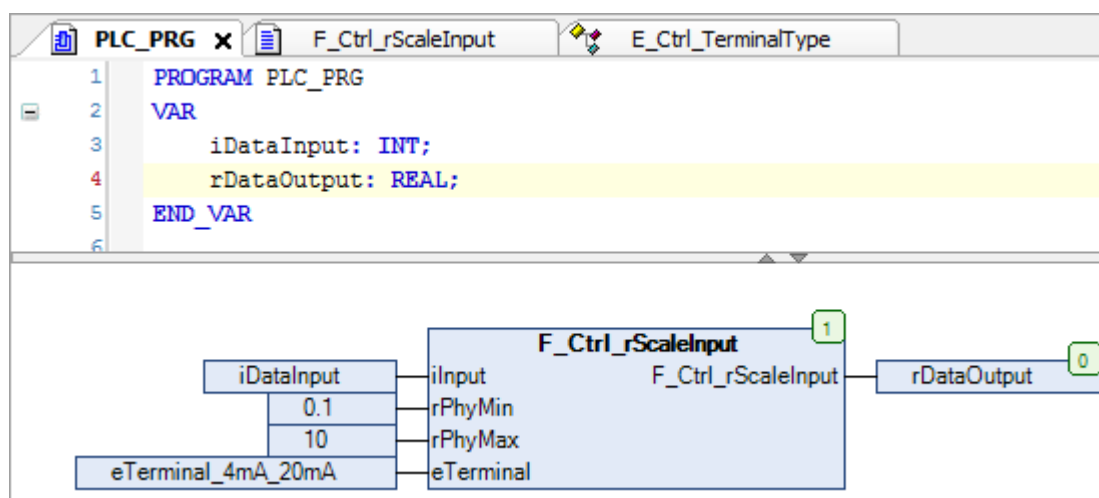 PLC_PRG F_Ctrl_rScaleInput E_Ctrl_TerminalType
1 PROGRAM PLC_PRG
2 VAR
3 iDataInput: INT;
4 rDataOutput: REAL;
5 END_VAR
6
1
F_Ctrl_rScaleInput
0
iDataInput iInput F_Ctrl_rScaleInput rDataOutput
0.1 rPhyMin
10 rPhyMax
eTerminal_4mA_20mA eTerminal